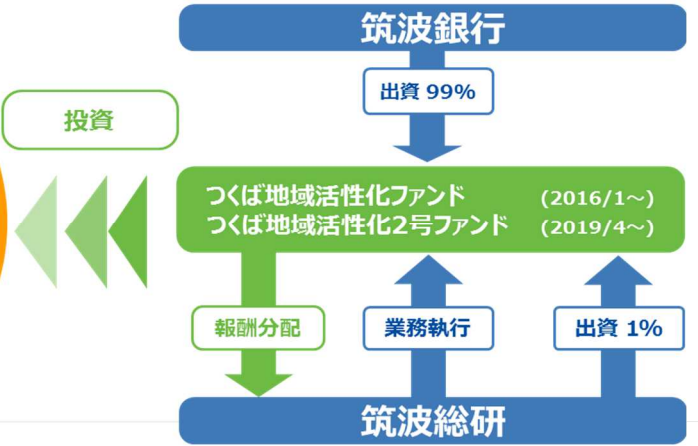 筑波銀行
出資 99%
投資
つくば地域活性化ファンド (2016/1～)
つくば地域活性化2号ファンド (2019/4～)
報酬分配
業務執行
出資 1%
筑波総研